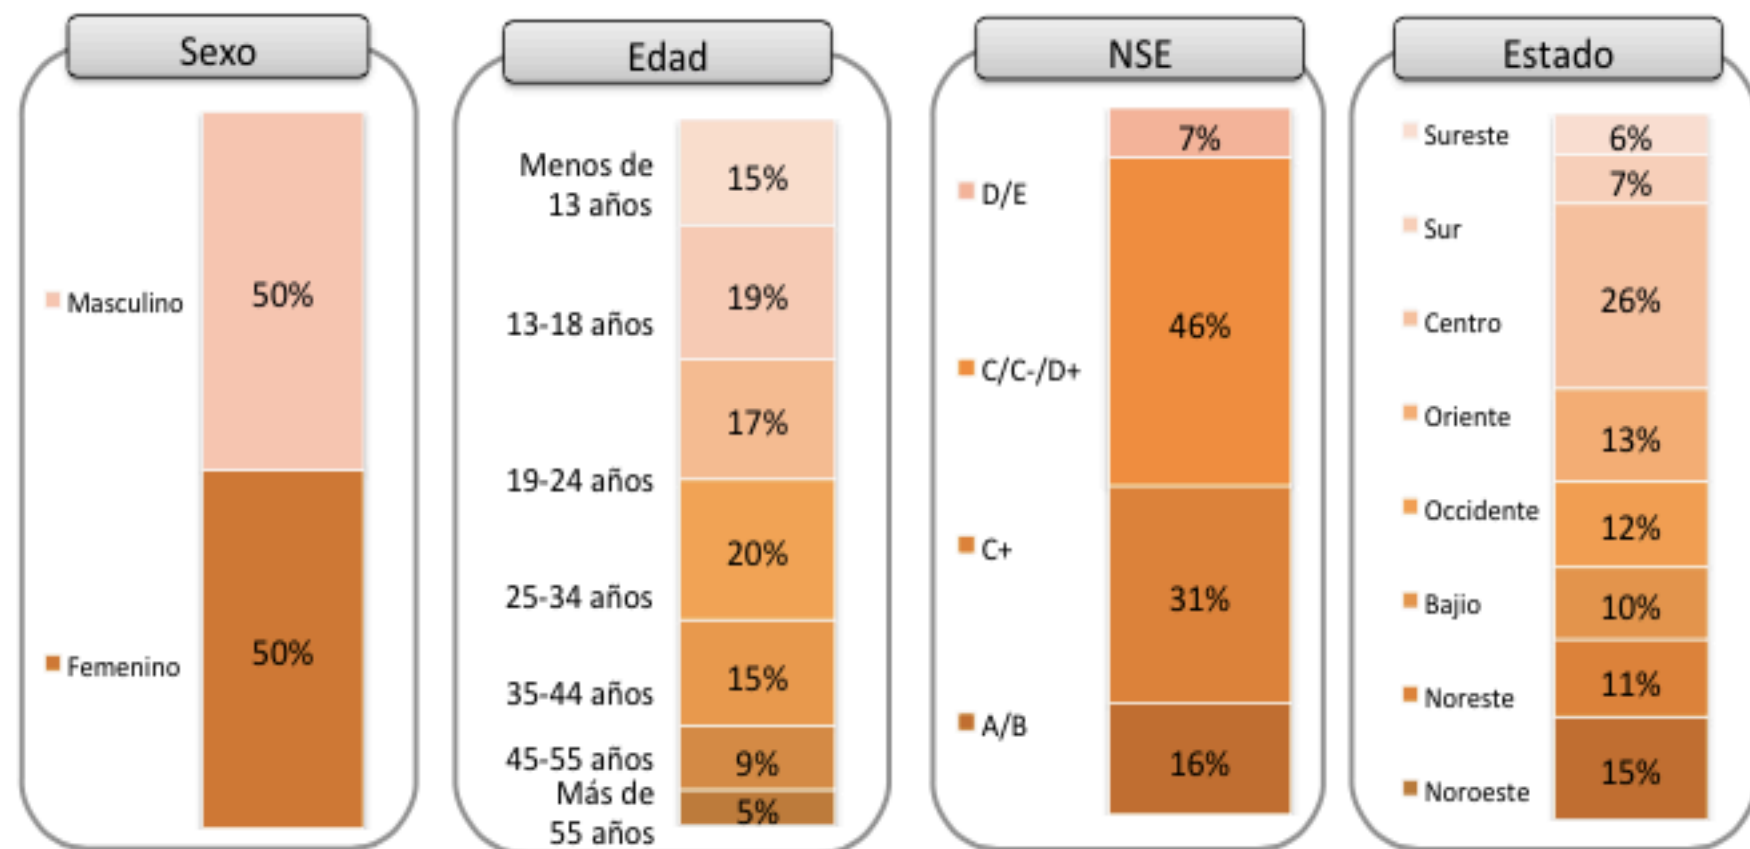 Sexo
Masculino
50%
Femenino
50%
Edad
Menos de
13 años
15%
13-18 años
19%
17%
19-24 años
20%
25-34 años
15%
35-44 años
45-55 años
9%
Más de
55 años
5%
NSE
7%
D/E
46%
C/C-/D+
C+
31%
A/B
16%
Estado
Sureste
6%
7%
Sur
26%
Centro
Oriente
13%
Occidente
12%
Bajio
10%
Noreste
11%
Noroeste
15%